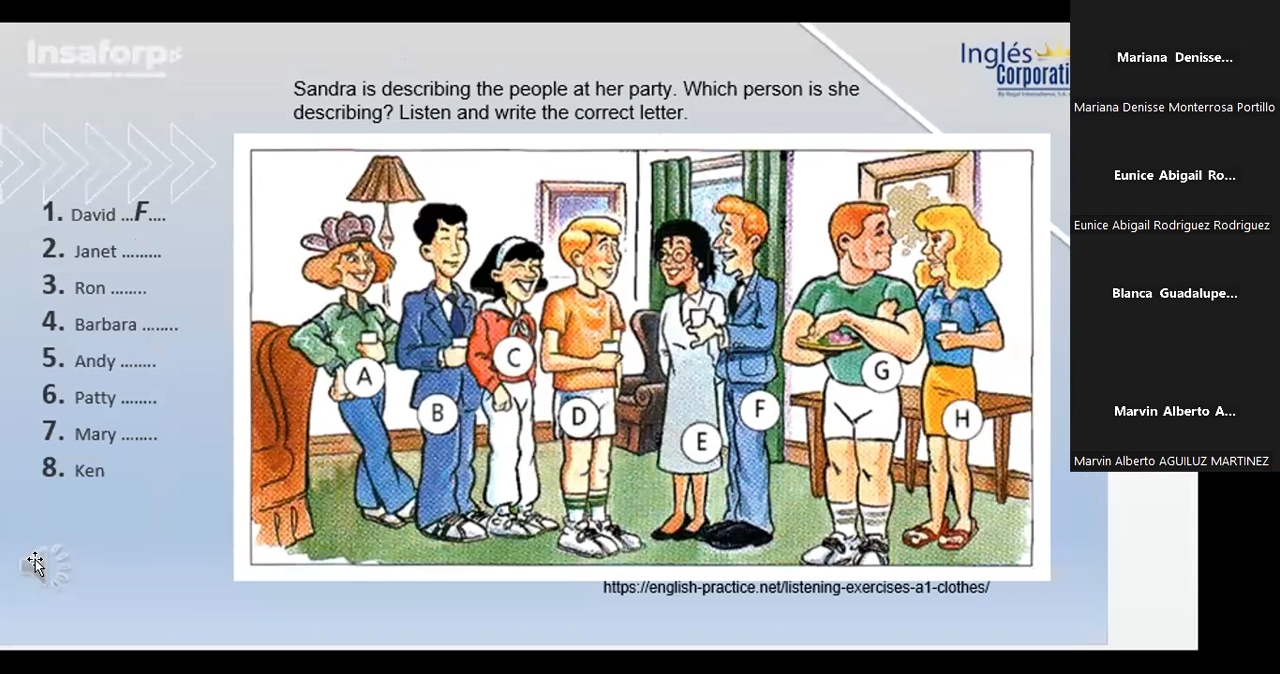 Insaforp
Inglés
Corporati
Sandra is describing the people at her party. Which person is she
describing? Listen and write the correct letter.
1. David ...F....
2. Janet .........
3. Ron ........
4. Barbara ........
5. Andy ........
6. Patty ........
7. Mary ........
8. Ken
A
B
C
D
E
F
G
H
https://english-practice.net/listening-exercises-a1-clothes/
Mariana Denisse...
Mariana Denisse Monterrosa Portillo
Eunice Abigail Ro...
Eunice Abigail Rodriguez Rodriguez
Blanca Guadalupe...
Marvin Alberto A...
Marvin Alberto AGUILUZ MARTINEZ